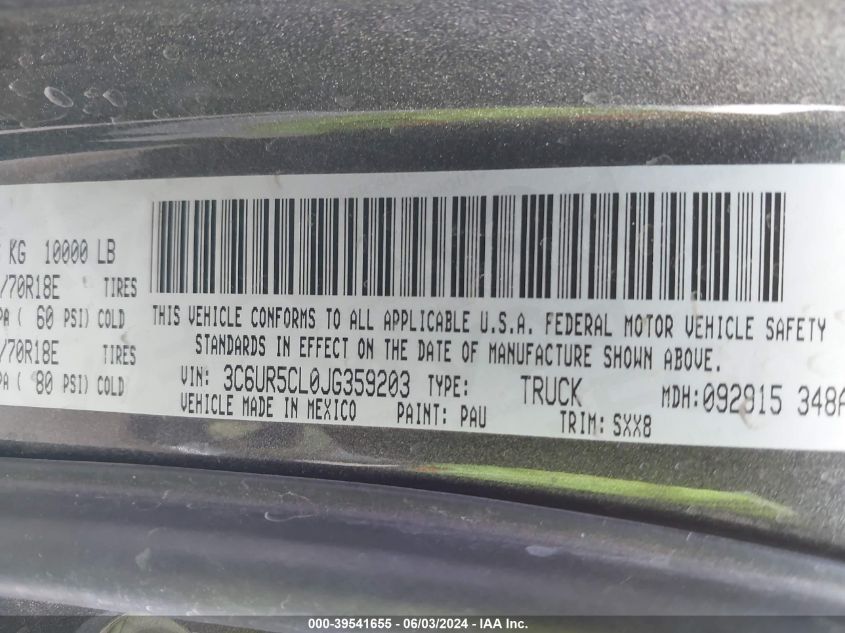 KG 10000 LB
/70R18E TIRES
PA ( 60 PSI) COLD
/70R18E TIRES
PA ( 80 PSI) COLD
THIS VEHICLE CONFORMS TO ALL APPLICABLE U.S.A. FEDERAL MOTOR VEHICLE SAFETY
STANDARDS IN EFFECT ON THE DATE OF MANUFACTURE SHOWN ABOVE.
VIN: 3C6UR5CL0JG359203 TYPE: TRUCK MDH:092915 348A
VEHICLE MADE IN MEXICO PAINT: PAU TRIM: SXX8
000-39541655 - 06/03/2024 - IAA Inc.